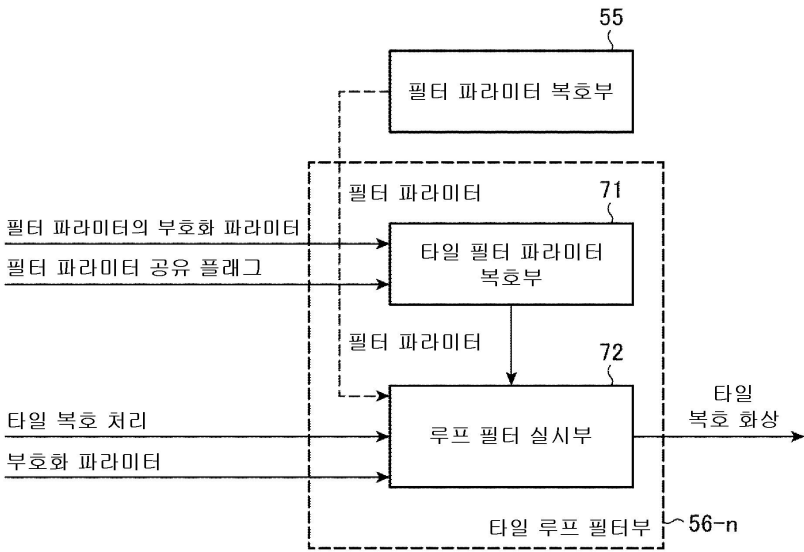 55
필터 파라미터 복호부
필터 파라미터
71
필터 파라미터의 부호화 파라미터
타일 필터 파라미터
복호부
필터 파라미터 공유 플래그
필터 파라미터
72
타일 복호 처리
루프 필터 실시부
타일
복호 화상
부호화 파라미터
타일 루프 필터부
56-n